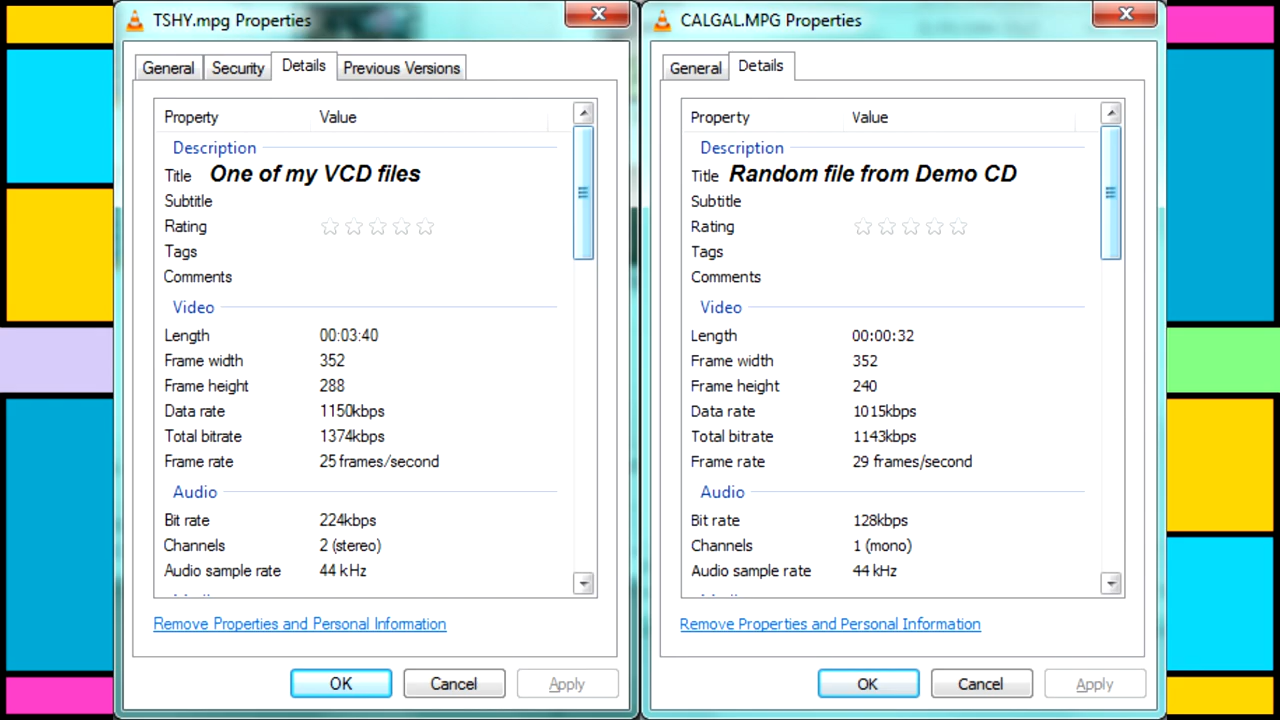 TSHY.mpg Properties
General Security Details Previous Versions
Property Value
Description
Title One of my VCD files
Subtitle
Rating
Tags
Comments
Video
Length 00:03:40
Frame width 352
Frame height 288
Data rate 1150kbps
Total bitrate 1374kbps
Frame rate 25 frames/second
Audio
Bit rate 224kbps
Channels 2 (stereo)
Audio sample rate 44 kHz
Remove Properties and Personal Information
OK Cancel Apply
CALGAL.MPG Properties
General Details
Property Value
Description
Title Random file from Demo CD
Subtitle
Rating
Tags
Comments
Video
Length 00:00:32
Frame width 352
Frame height 240
Data rate 1015kbps
Total bitrate 1143kbps
Frame rate 29 frames/second
Audio
Bit rate 128kbps
Channels 1 (mono)
Audio sample rate 44 kHz
Remove Properties and Personal Information
OK Cancel Apply